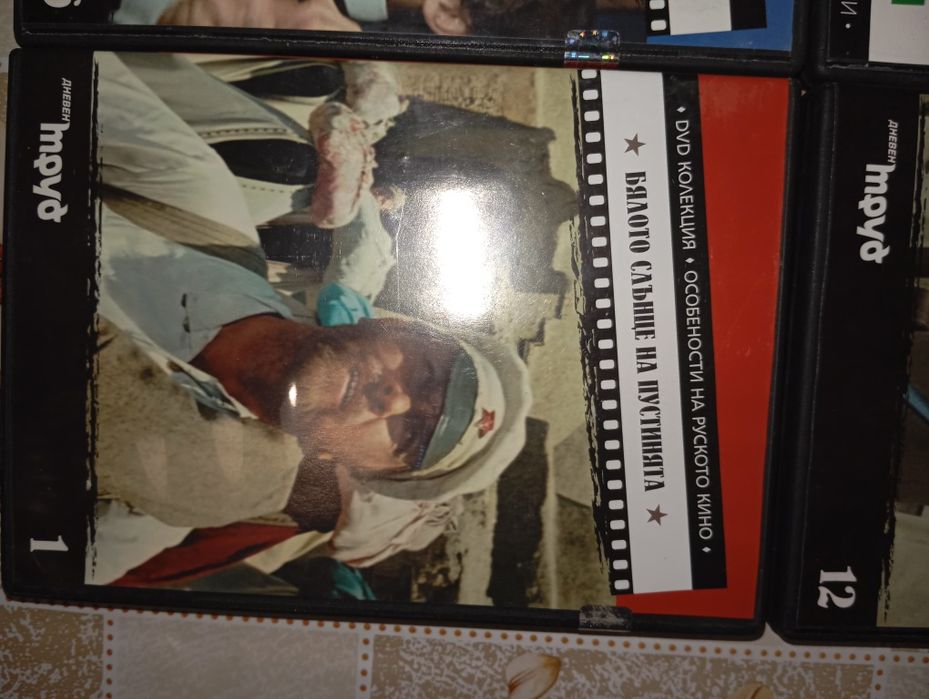 • DVD КОЛЕКЦИЯ • ОСОБЕНОСТИ НА РУСКОТО КИНО •
★ БЯЛОТО СЛЪНЦЕ НА ПУСТИНЯТА ★
ДНЕВЕН
труд
1
ДНЕВЕН
труд
12